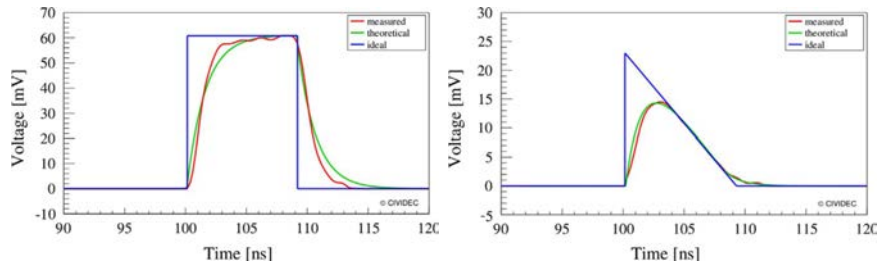 70
60
50
40
30
20
10
0
-10
Voltage [mV]
measured
theoretical
ideal
© CIVIDEC
90 95 100 105 110 115 120
Time [ns]
30
25
20
15
10
5
0
-5
Voltage [mV]
measured
theoretical
ideal
© CIVIDEC
90 95 100 105 110 115 120
Time [ns]